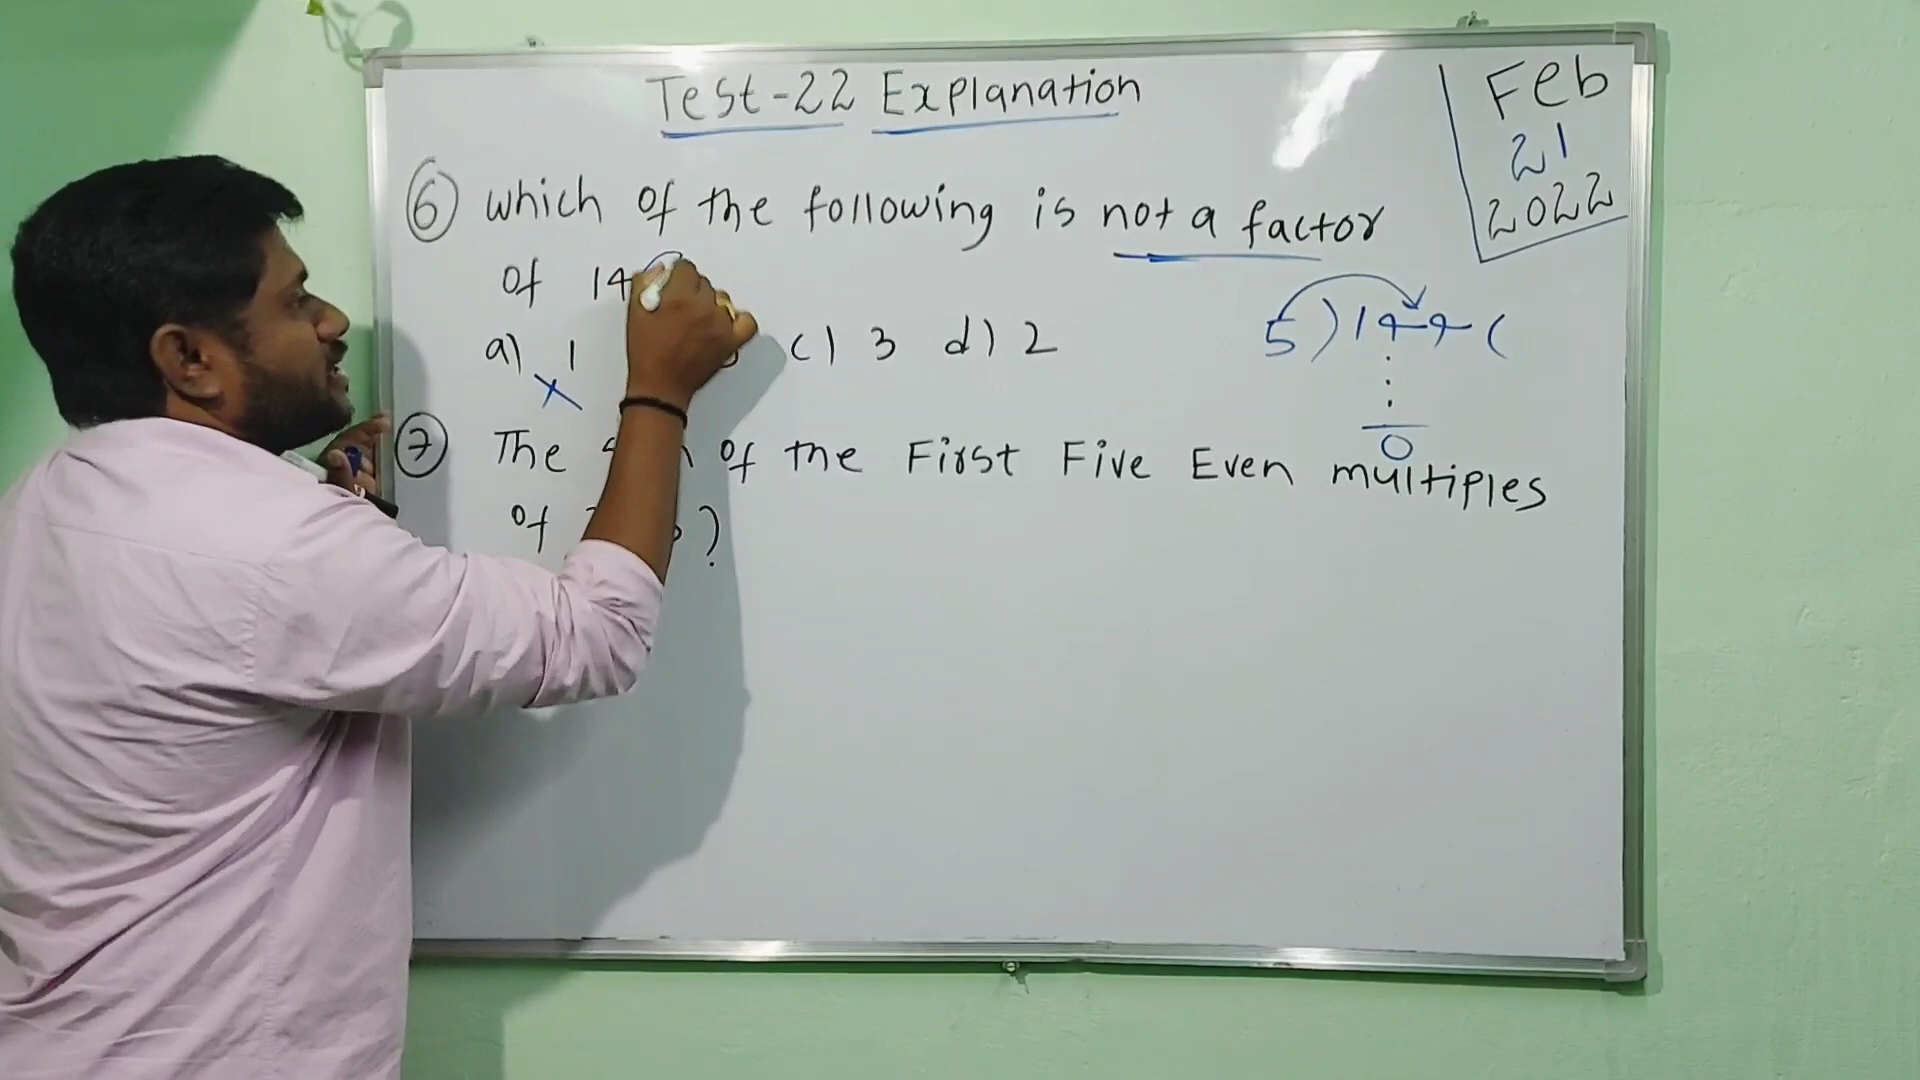 Test-22 Explanation
Feb
21
2022
6 which of the following is not a factor
of 14
a) 1 c) 3 d) 2
5)144(
0
7 The of the First Five Even multiples
of ?